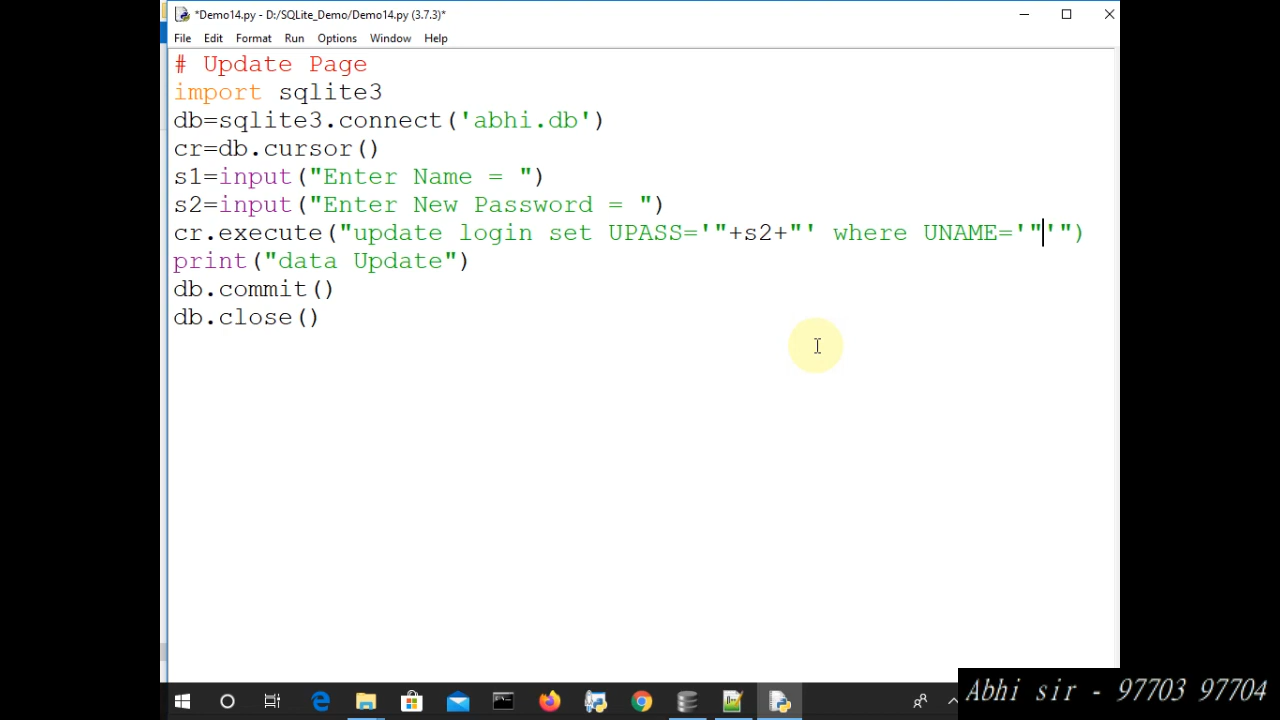 *Demo14.py - D:/SQLite_Demo/Demo14.py (3.7.3)*
File Edit Format Run Options Window Help
# Update Page
import sqlite3
db=sqlite3.connect('abhi.db')
cr=db.cursor()
s1=input("Enter Name = ")
s2=input("Enter New Password = ")
cr.execute("update login set UPASS='"+s2+"' where UNAME='"'")
print("data Update")
db.commit()
db.close()
Abhi sir - 97703 97704